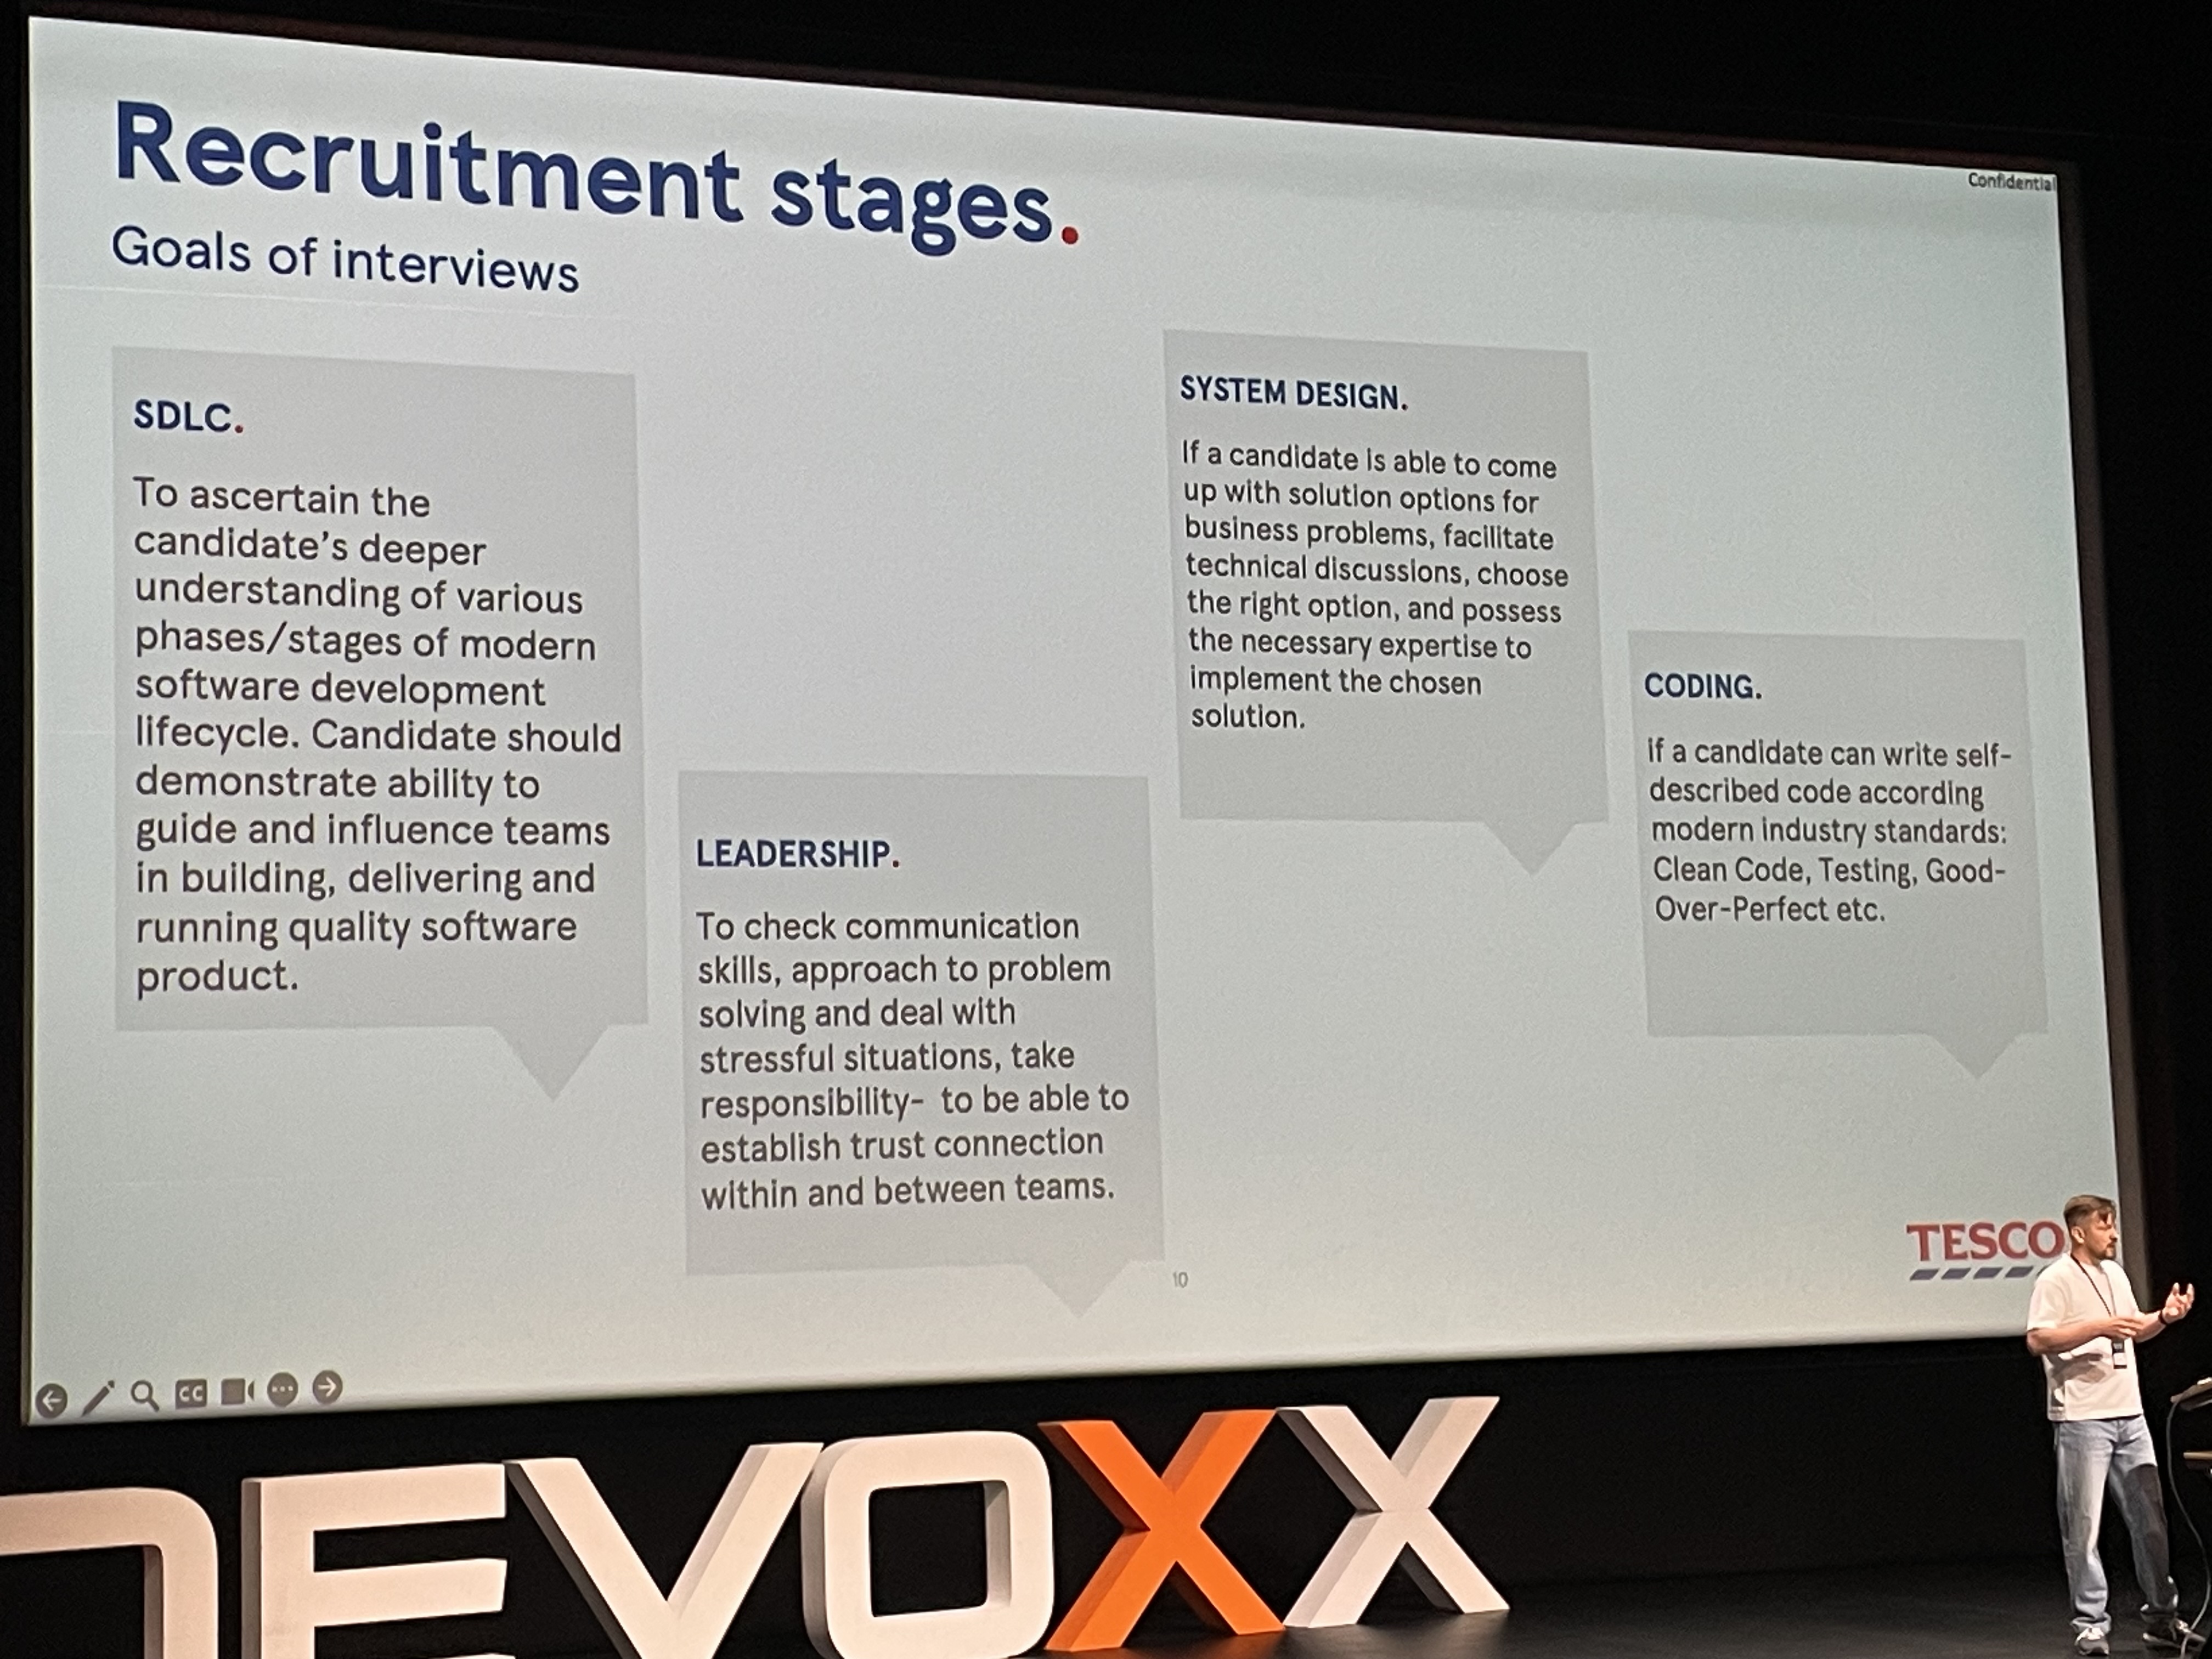 Recruitment stages.
Confidential
Goals of interviews
SDLC.
To ascertain the
candidate's deeper
understanding of various
phases/stages of modern
software development
lifecycle. Candidate should
demonstrate ability to
guide and influence teams
in building, delivering and
running quality software
product.
LEADERSHIP.
To check communication
skills, approach to problem
solving and deal with
stressful situations, take
responsibility-  to be able to
establish trust connection
within and between teams.
SYSTEM DESIGN.
If a candidate is able to come
up with solution options for
business problems, facilitate
technical discussions, choose
the right option, and possess
the necessary expertise to
implement the chosen
solution.
CODING.
if a candidate can write self-
described code according
modern industry standards:
Clean Code, Testing, Good-
Over-Perfect etc.
10
TESCO
CC
DEVOXX